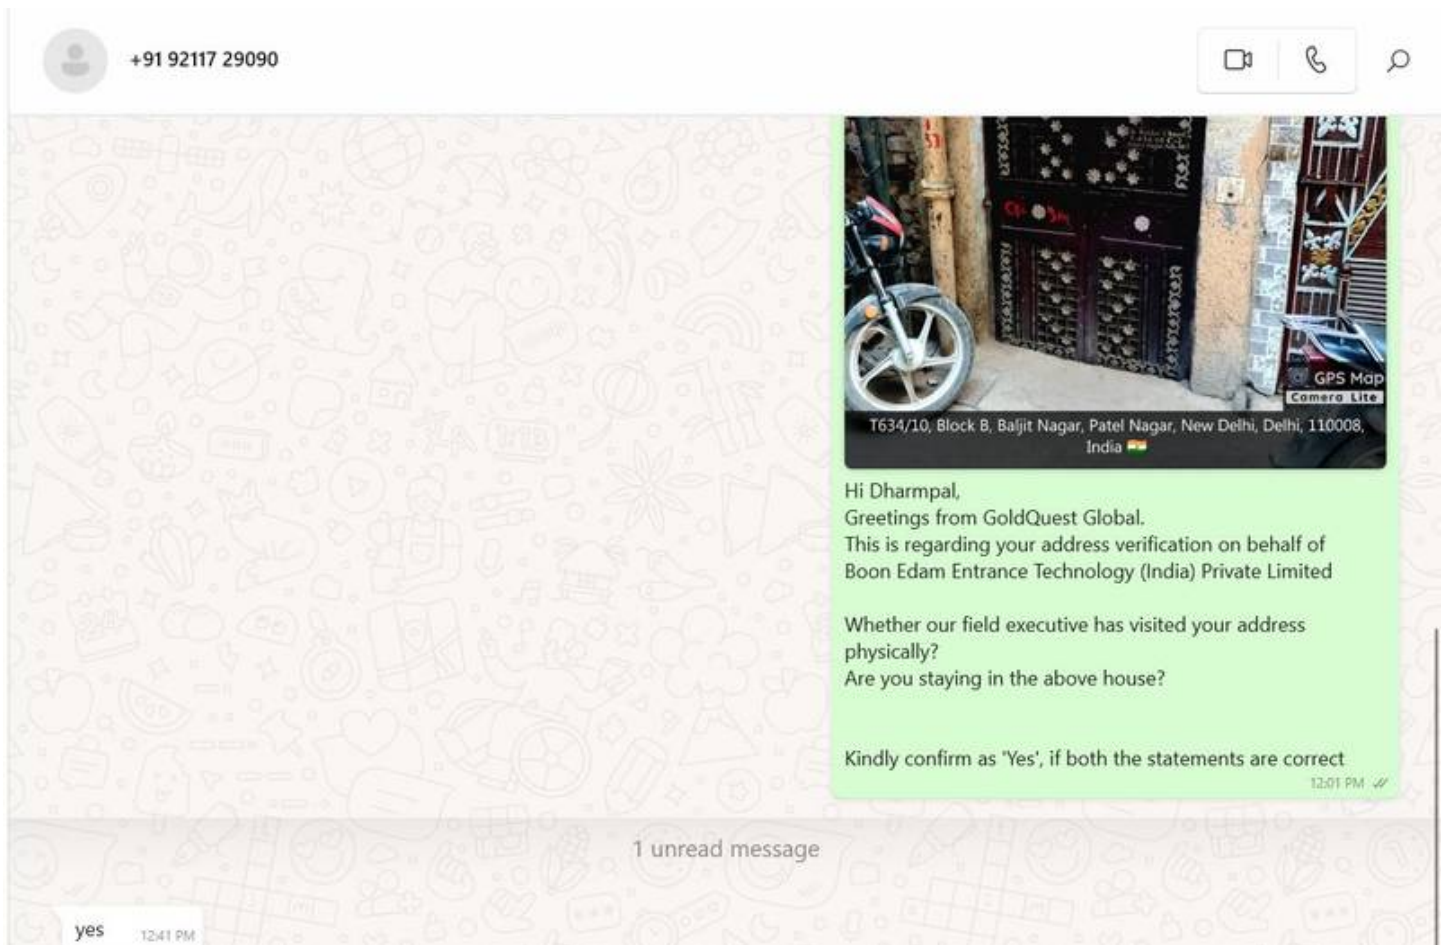 +91 92117 29090
GPS Map
Camera Lite
T634/10, Block B, Baljit Nagar, Patel Nagar, New Delhi, Delhi, 110008,
India
Hi Dharmpal,
Greetings from GoldQuest Global.
This is regarding your address verification on behalf of
Boon Edam Entrance Technology (India) Private Limited
Whether our field executive has visited your address
physically?
Are you staying in the above house?
Kindly confirm as 'Yes', if both the statements are correct
12:01 PM
1 unread message
yes 12:41 PM